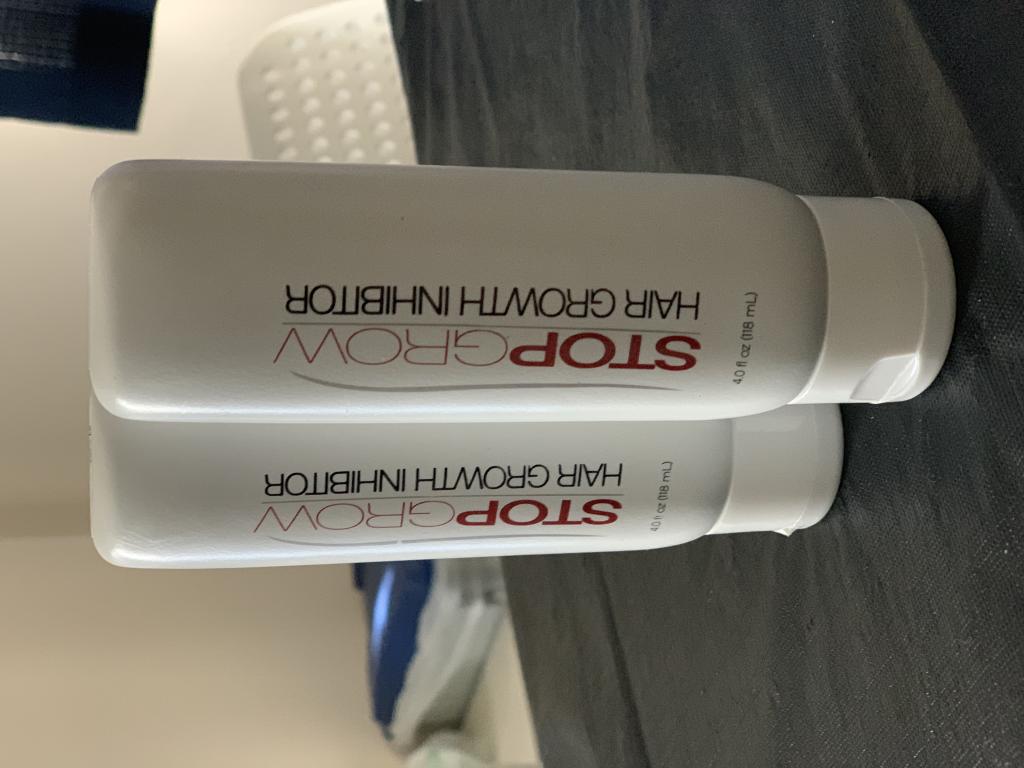 STOPGROW
HAIR GROWTH INHIBITOR
4.0 fl oz (118 mL)
STOPGROW
HAIR GROWTH INHIBITOR
4.0 fl oz (118 mL)